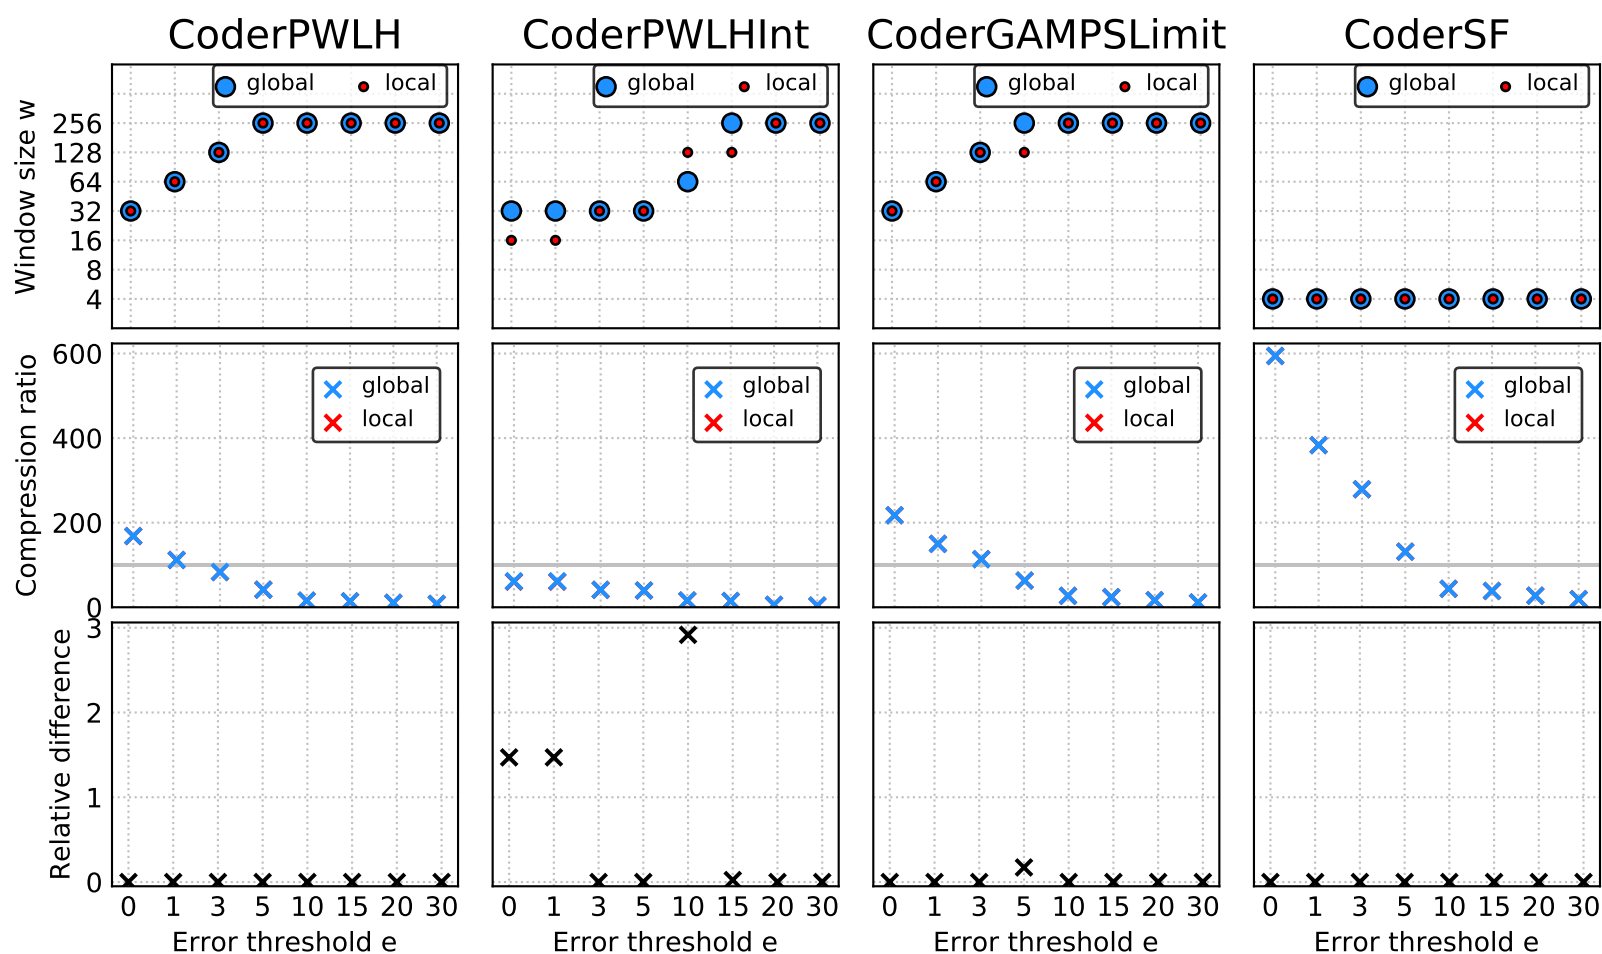 CoderPWLH CoderPWLHInt CoderGAMPSLimit CoderSF
global local global local global local global local
Window size w
256
128
64
32
16
8
4
Compression ratio
600
400
200
0
global global global global
local local local local
Relative difference
3
2
1
0
0 1 3 5 10 15 20 30 0 1 3 5 10 15 20 30 0 1 3 5 10 15 20 30 0 1 3 5 10 15 20 30
Error threshold e Error threshold e Error threshold e Error threshold e